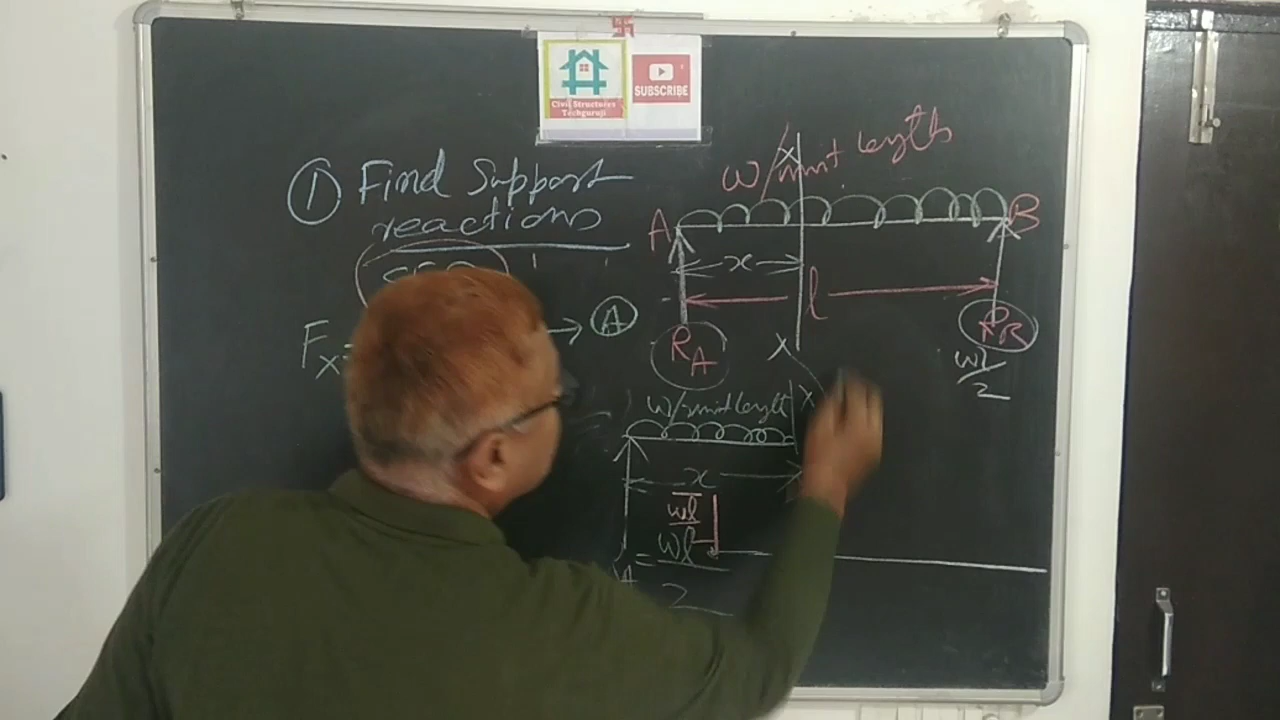 Civil Structures
Techguruji
SUBSCRIBE
① Find Support
reactions
Fx=
→ A
w/unit length
X
A
B
x
l
RA
RB
wl/2
X
w/unit length
X
x
wl
= wl/2